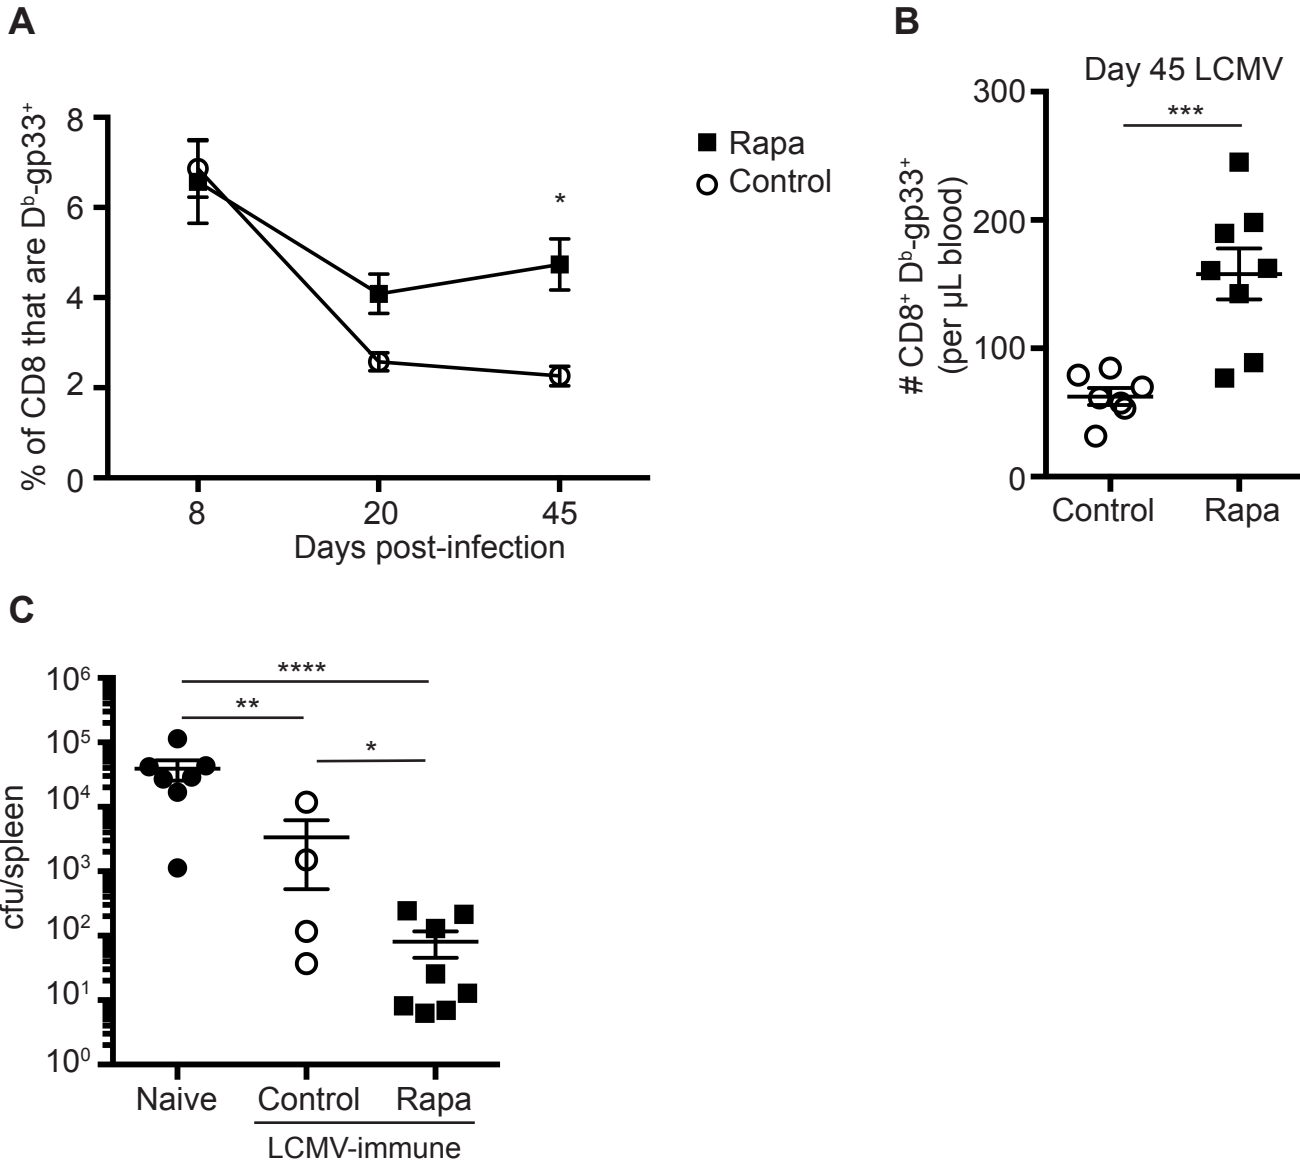 A
% of CD8 that are Dᵇ-gp33⁺
8
6
4
2
0
8 20 45
Days post-infection
*
Rapa
Control
B
Day 45 LCMV
***
# CD8⁺ Dᵇ-gp33⁺
(per µL blood)
300
200
100
0
Control Rapa
C
cfu/spleen
10⁶
10⁵
10⁴
10³
10²
10¹
10⁰
****
**
*
Naive Control Rapa
LCMV-immune